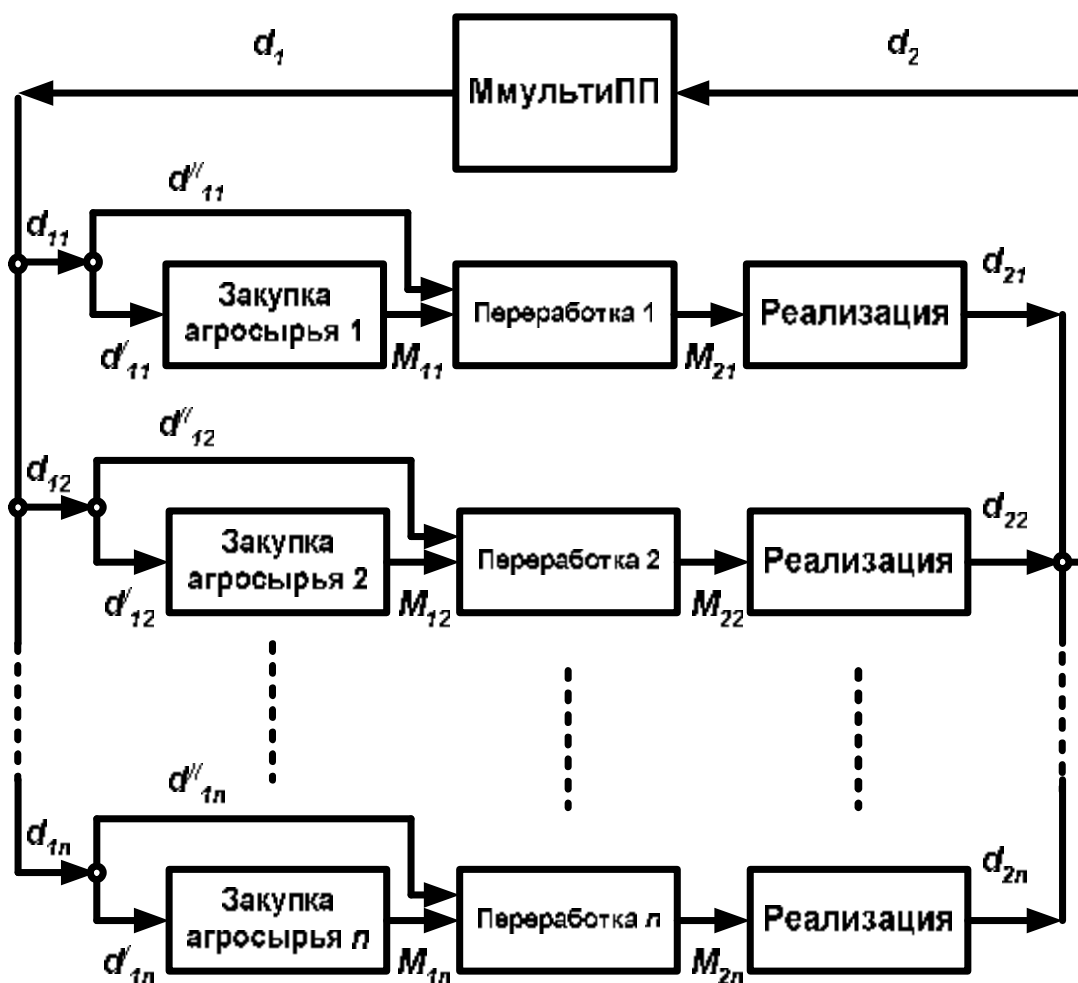 d1
d2
МмультиПП
d″11
d11
d21
Закупка
агросырья 1
Переработка 1
Реализация
d′11
M11
M21
d″12
d12
d22
Закупка
агросырья 2
Переработка 2
Реализация
d′12
M12
M22
d″1n
d1n
d2n
Закупка
агросырья n
Переработка n
Реализация
d′1n
M1n
M2n